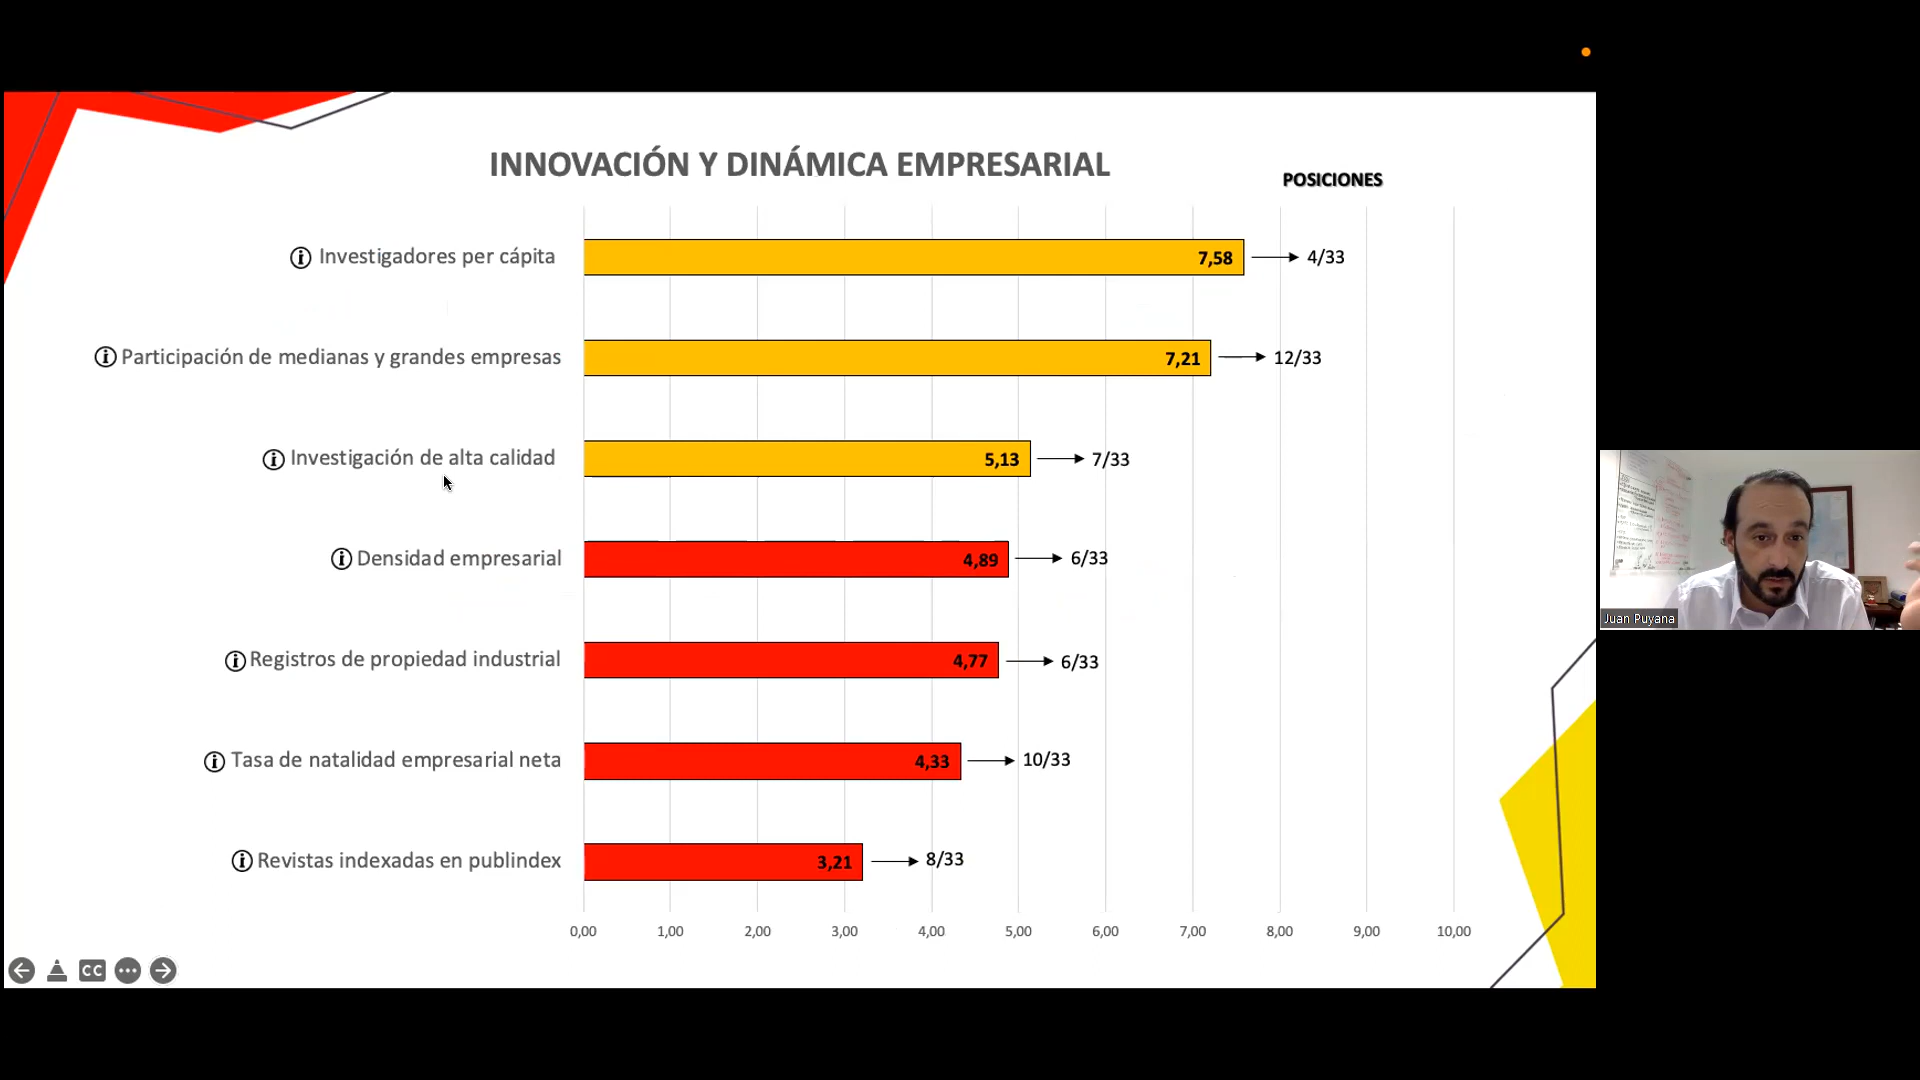 INNOVACIÓN Y DINÁMICA EMPRESARIAL
POSICIONES
Investigadores per cápita 7,58 4/33
Participación de medianas y grandes empresas 7,21 12/33
Investigación de alta calidad 5,13 7/33
Densidad empresarial 4,89 6/33
Registros de propiedad industrial 4,77 6/33
Tasa de natalidad empresarial neta 4,33 10/33
Revistas indexadas en publindex 3,21 8/33
0,00 1,00 2,00 3,00 4,00 5,00 6,00 7,00 8,00 9,00 10,00
CC
Juan Puyana